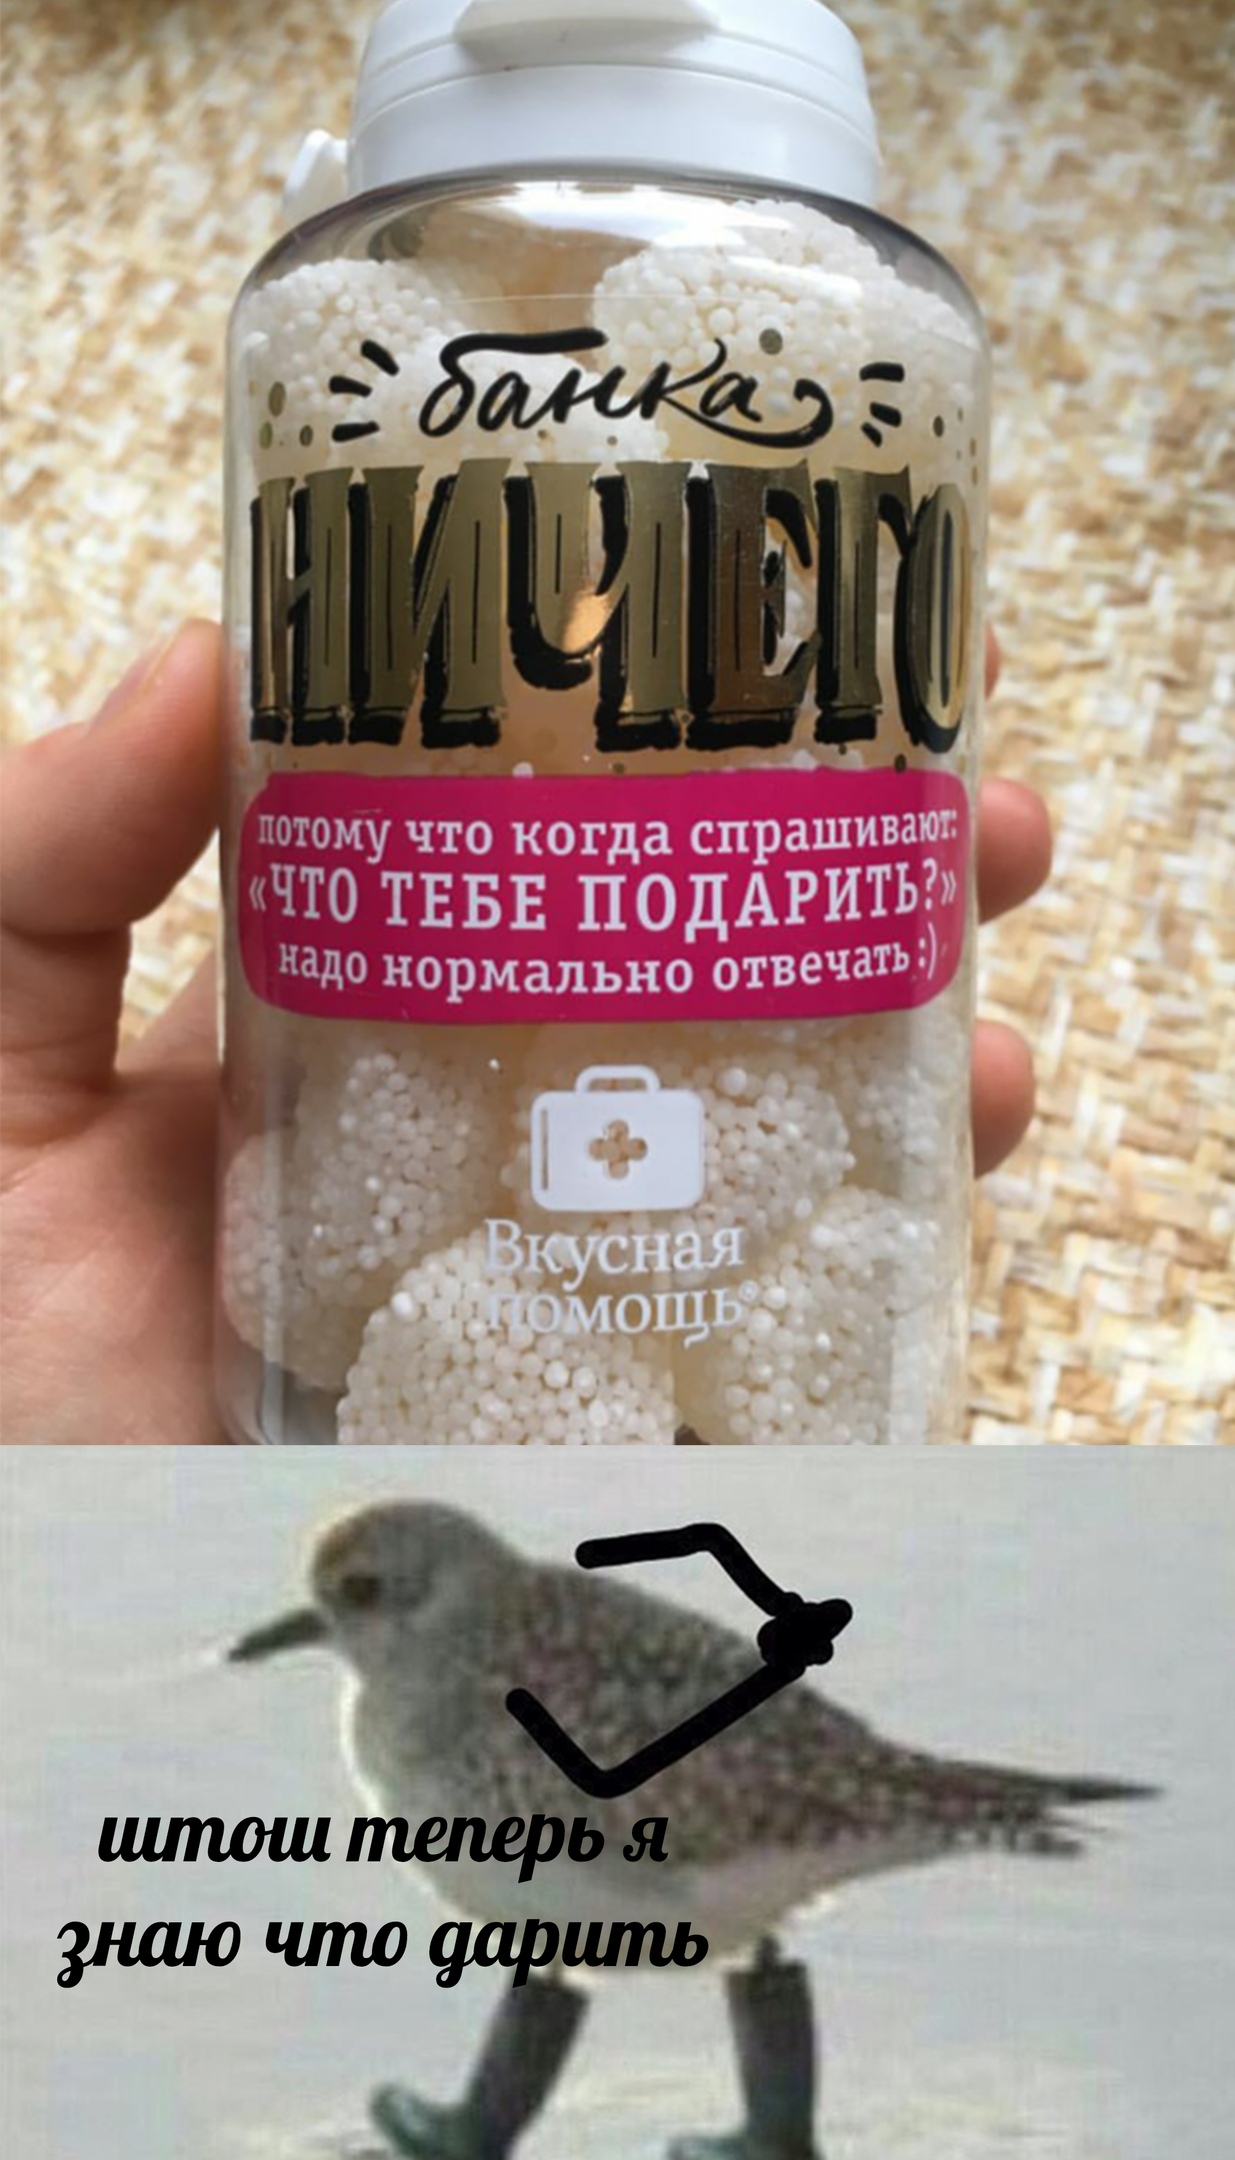 банка
НИЧЕГО
потому что когда спрашивают:
«ЧТО ТЕБЕ ПОДАРИТЬ?»
надо нормально отвечать :)
Вкусная
помощь®
штош теперь я
знаю что дарить